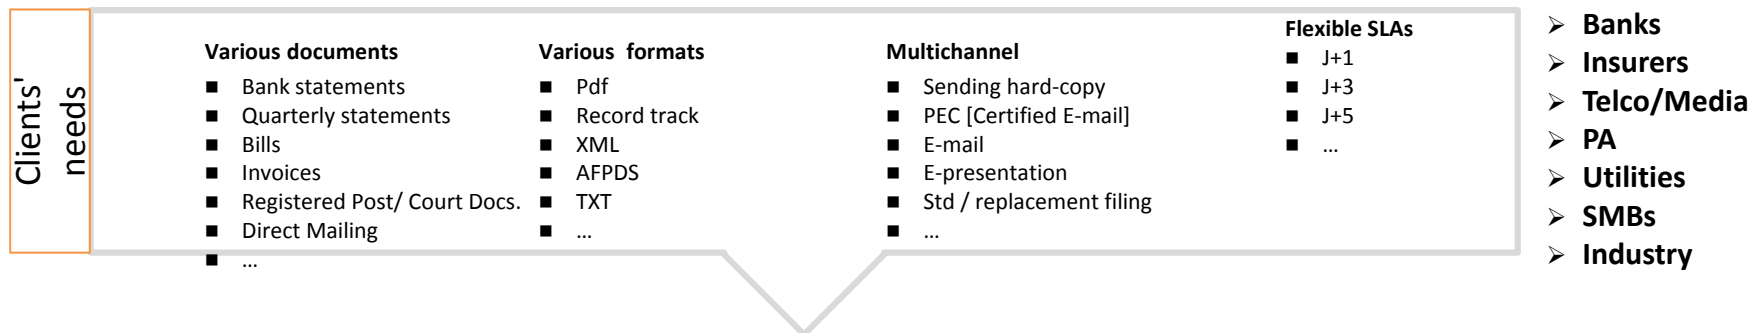 Clients'
needs
Various documents
Bank statements
Quarterly statements
Bills
Invoices
Registered Post/ Court Docs.
Direct Mailing
…
Various formats
Pdf
Record track
XML
AFPDS
TXT
…
Multichannel
Sending hard-copy
PEC [Certified E-mail]
E-mail
E-presentation
Std / replacement filing
…
Flexible SLAs
J+1
J+3
J+5
…
Banks
Insurers
Telco/Media
PA
Utilities
SMBs
Industry